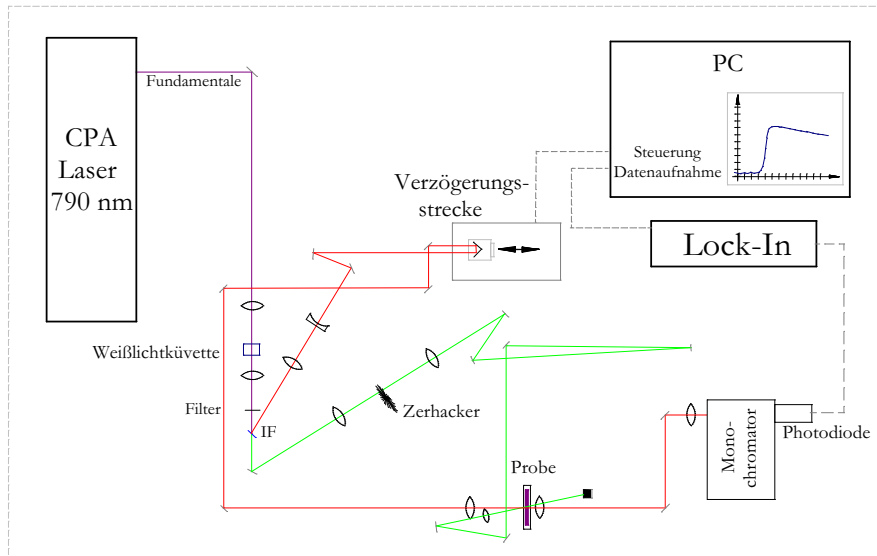 CPA
Laser
790 nm
Fundamentale
PC
Steuerung
Datenaufnahme
Verzögerungs-
strecke
Lock-In
Weißlichtküvette
Filter
IF
Zerhacker
Probe
Mono-
chromator
Photodiode